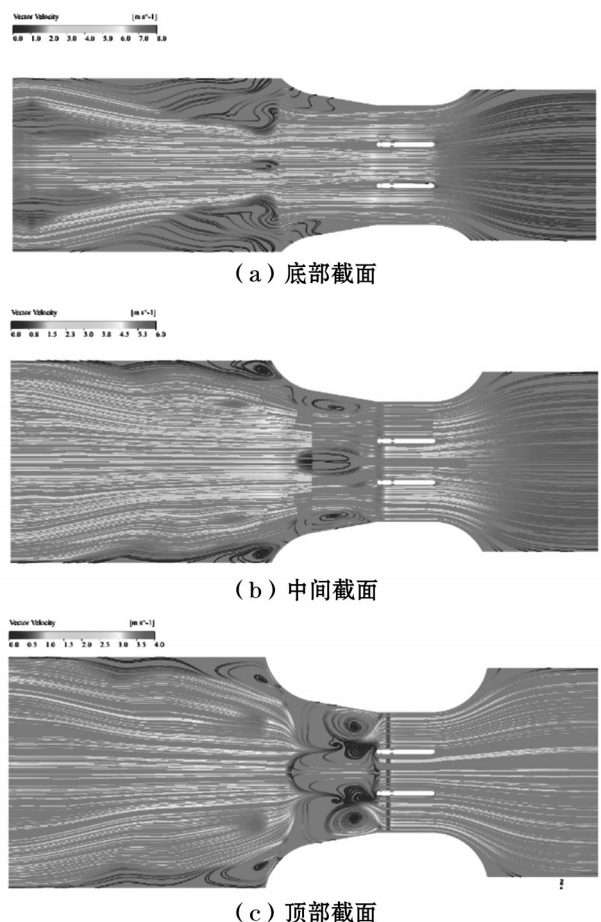 Vector Velocity [m s^-1]
0.0 1.0 2.0 3.0 4.0 5.0 6.0 7.0 8.0
(a)底部截面
Vector Velocity [m s^-1]
0.0 0.8 1.5 2.3 3.0 3.8 4.5 5.3 6.0
(b)中间截面
Vector Velocity [m s^-1]
0.0 0.5 1.0 1.5 2.0 2.5 3.0 3.5 4.0
(c)顶部截面